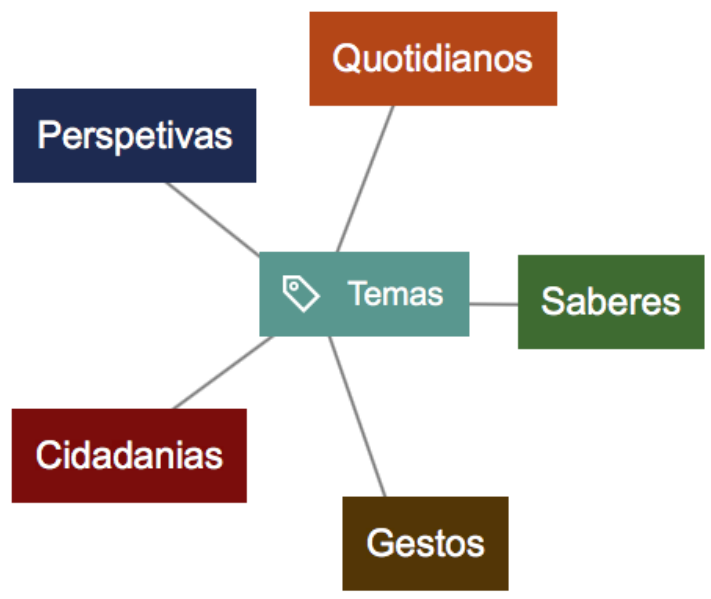 Quotidianos
Perspetivas
Temas
Saberes
Cidadanias
Gestos